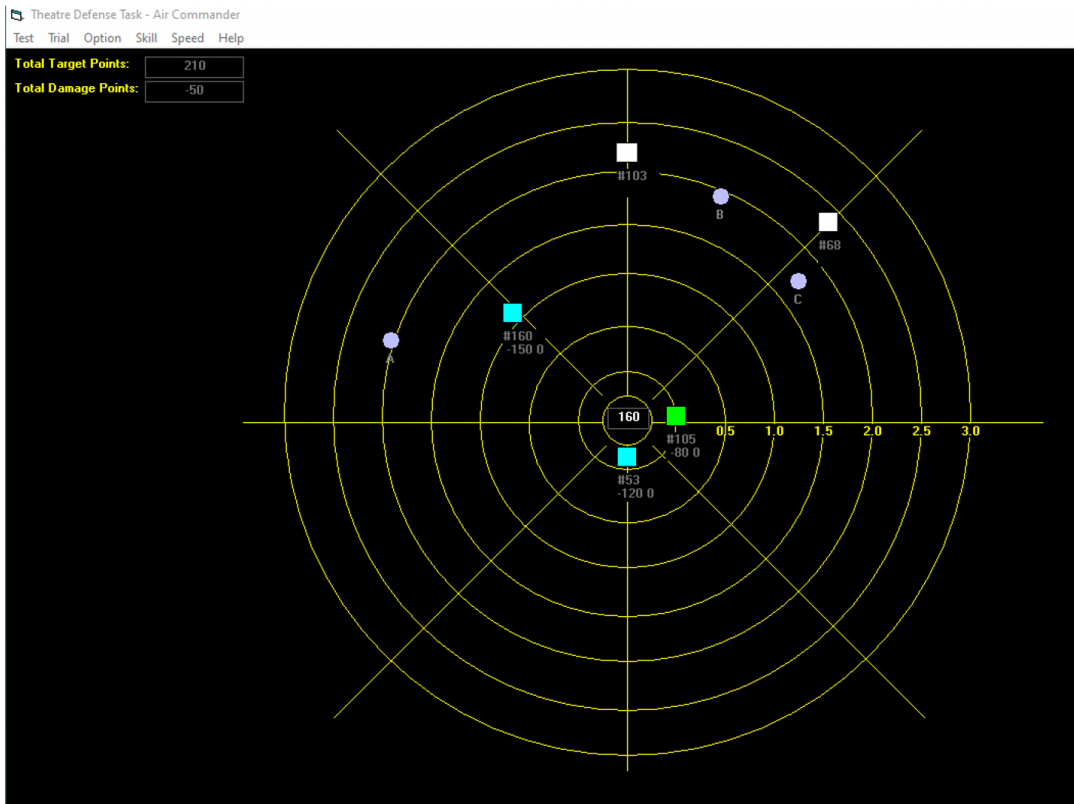 Theatre Defense Task - Air Commander
Test Trial Option Skill Speed Help
Total Target Points: 210
Total Damage Points: -50
#103
B
#68
C
#160
-150 0
A
160
0.5 1.0 1.5 2.0 2.5 3.0
#105
-80 0
#53
-120 0